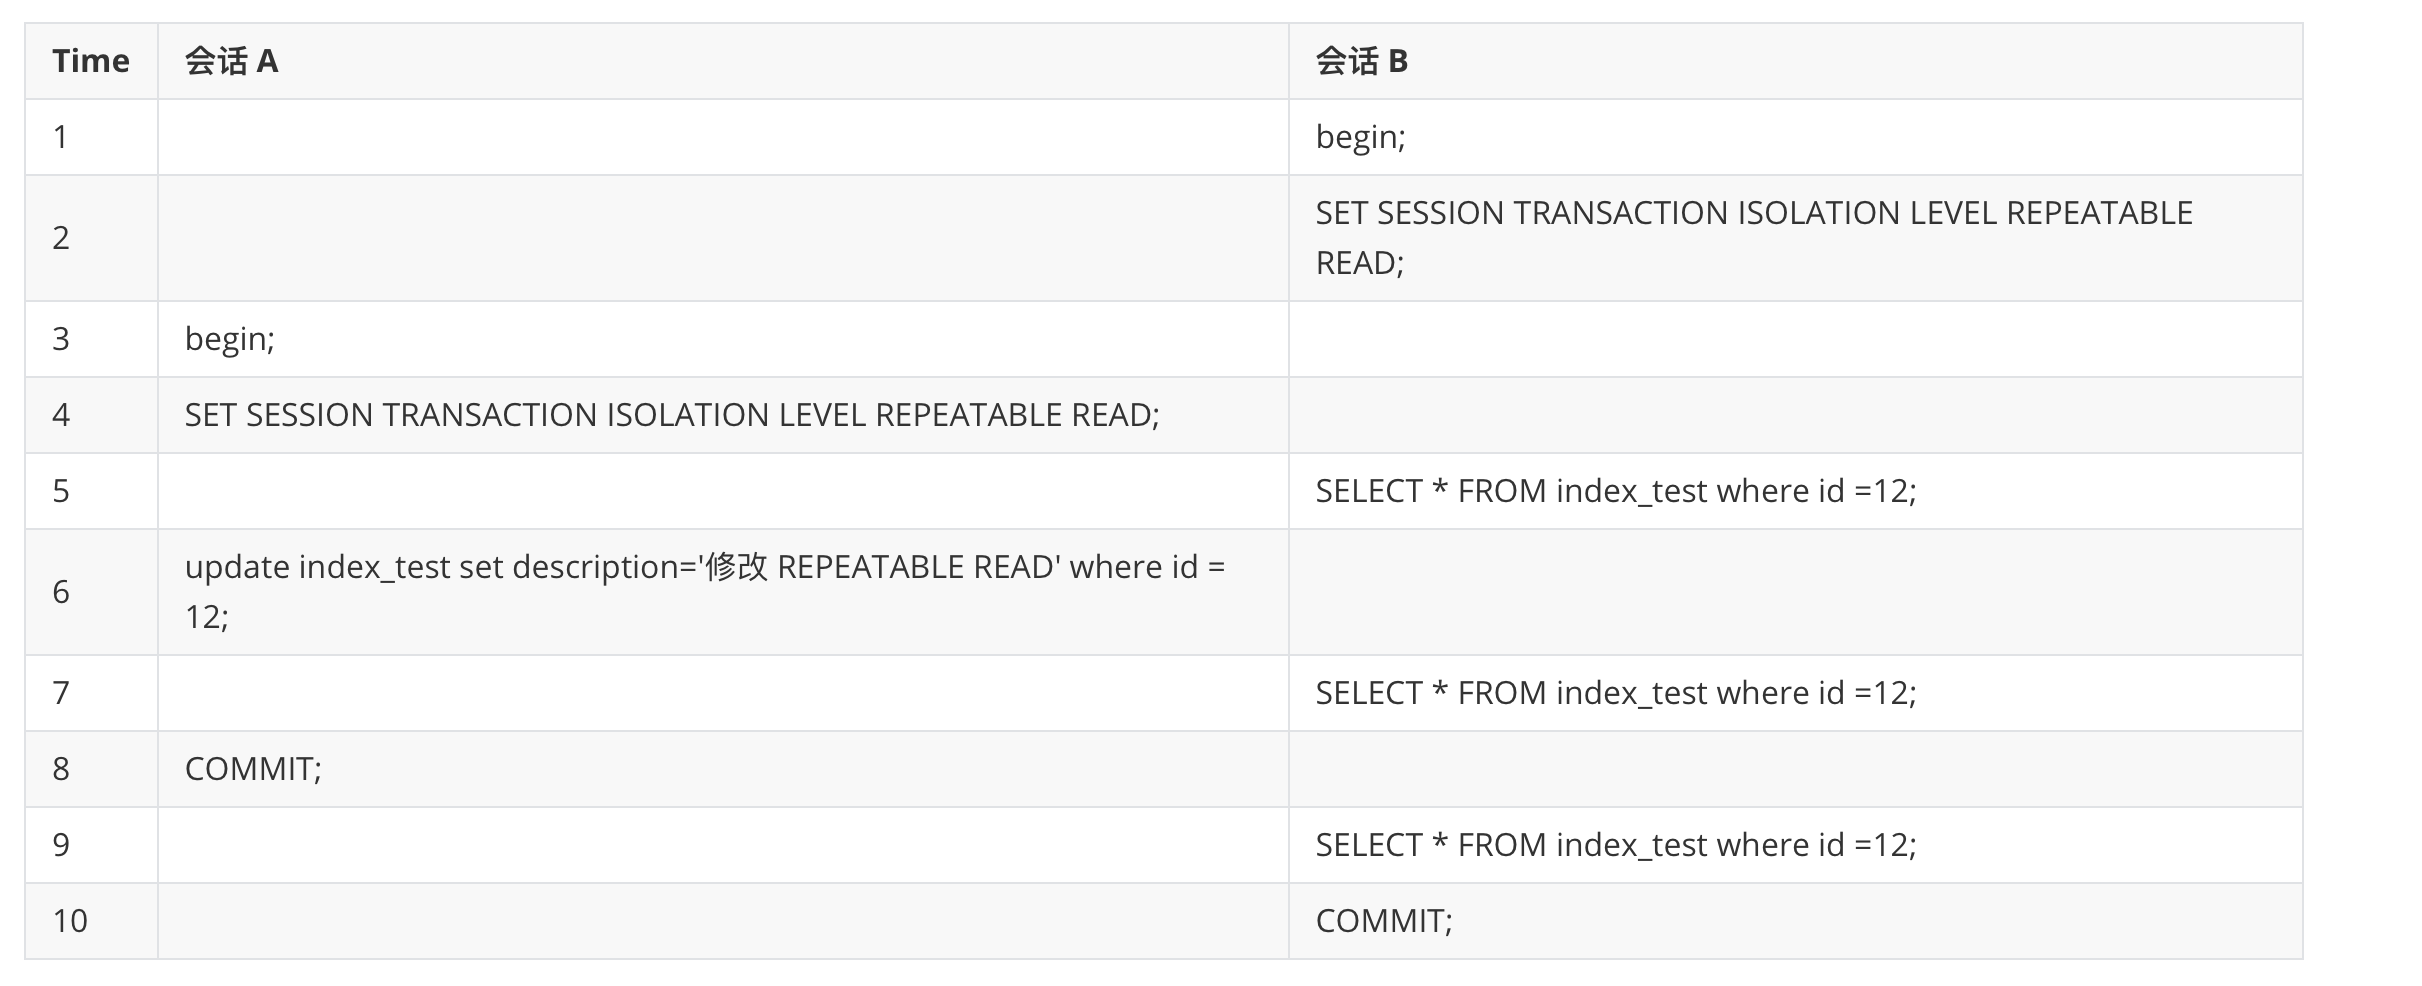 Time 会话 A 会话 B
1 begin;
2 SET SESSION TRANSACTION ISOLATION LEVEL REPEATABLE
READ;
3 begin;
4 SET SESSION TRANSACTION ISOLATION LEVEL REPEATABLE READ;
5 SELECT * FROM index_test where id =12;
6 update index_test set description='修改 REPEATABLE READ' where id =
12;
7 SELECT * FROM index_test where id =12;
8 COMMIT;
9 SELECT * FROM index_test where id =12;
10 COMMIT;